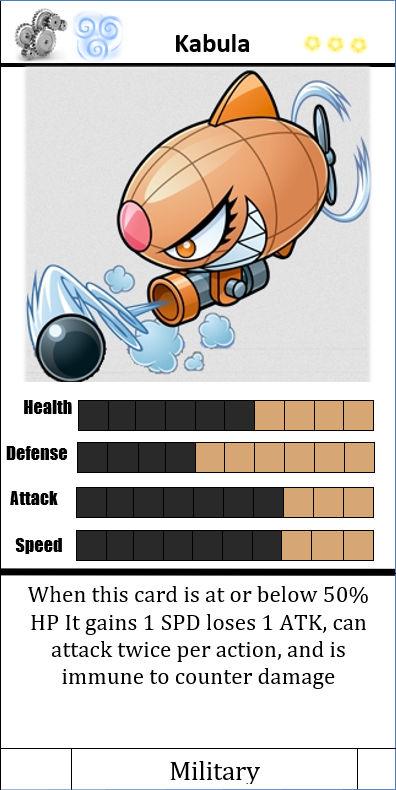 Kabula
Health
Defense
Attack
Speed
When this card is at or below 50%
HP It gains 1 SPD loses 1 ATK, can
attack twice per action, and is
immune to counter damage
Military